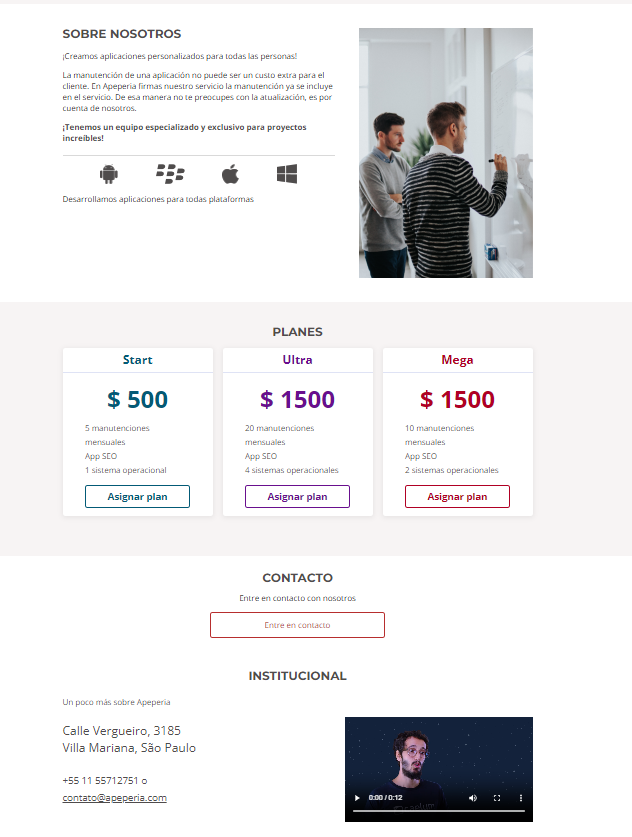 SOBRE NOSOTROS
¡Creamos aplicaciones personalizados para todas las personas!
La manutención de una aplicación no puede ser un custo extra para el
cliente. En Apeperia firmas nuestro servicio la manutención ya se incluye
en el servicio. De esa manera no te preocupes con la atualización, es por
cuenta de nosotros.
¡Tenemos un equipo especializado y exclusivo para proyectos
increíbles!
Desarrollamos aplicaciones para todas plataformas
PLANES
Start
$ 500
5 manutenciones
mensuales
App SEO
1 sistema operacional
Asignar plan
Ultra
$ 1500
20 manutenciones
mensuales
App SEO
4 sistemas operacionales
Asignar plan
Mega
$ 1500
10 manutenciones
mensuales
App SEO
2 sistemas operacionales
Asignar plan
CONTACTO
Entre en contacto con nosotros
Entre en contacto
INSTITUCIONAL
Un poco más sobre Apeperia
Calle Vergueiro, 3185
Villa Mariana, São Paulo
+55 11 55712751 o
contato@apeperia.com
0:00 / 0:12